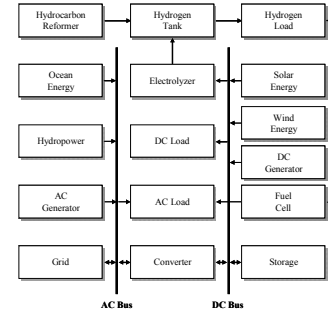 Hydrocarbon
Reformer
Hydrogen
Tank
Hydrogen
Load
Ocean
Energy
Electrolyzer
Solar
Energy
Wind
Energy
Hydropower
DC Load
DC
Generator
AC
Generator
AC Load
Fuel
Cell
Grid
Converter
Storage
AC Bus
DC Bus